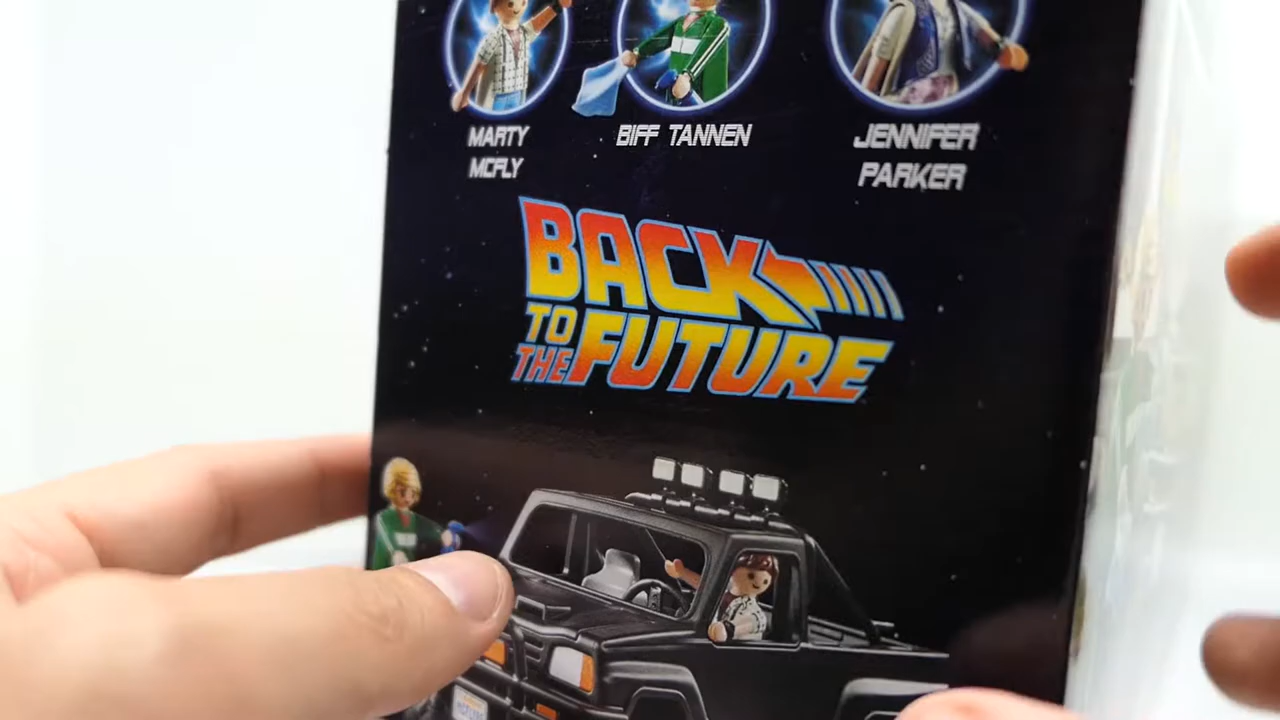 MARTY
MCFLY
BIFF TANNEN
JENNIFER
PARKER
BACK
TO
THE FUTURE